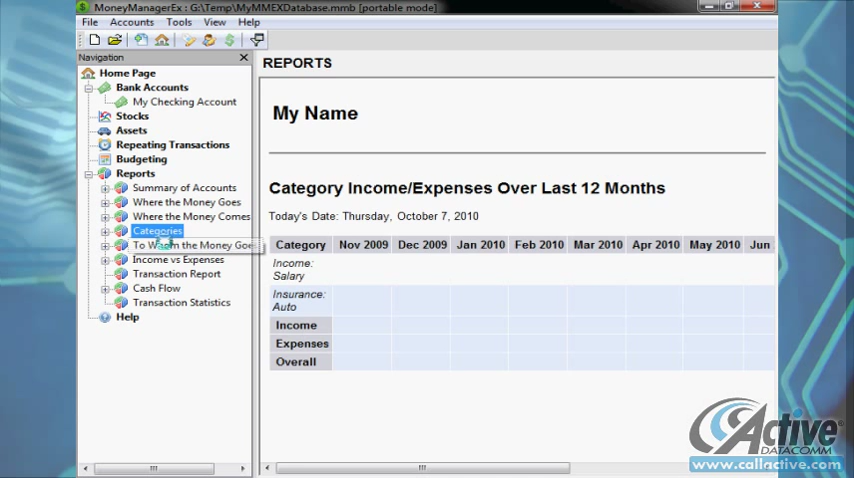 MoneyManagerEx : G:\Temp\MyMMEXDatabase.mmb [portable mode]
File Accounts Tools View Help
Navigation
Home Page
Bank Accounts
My Checking Account
Stocks
Assets
Repeating Transactions
Budgeting
Reports
Summary of Accounts
Where the Money Goes
Where the Money Comes
Categories
To Whom the Money Goes
Income vs Expenses
Transaction Report
Cash Flow
Transaction Statistics
Help
REPORTS
My Name
Category Income/Expenses Over Last 12 Months
Today's Date: Thursday, October 7, 2010
Category Nov 2009 Dec 2009 Jan 2010 Feb 2010 Mar 2010 Apr 2010 May 2010 Jun
Income:
Salary
Insurance:
Auto
Income
Expenses
Overall
Active
DATACOMM
www.callactive.com